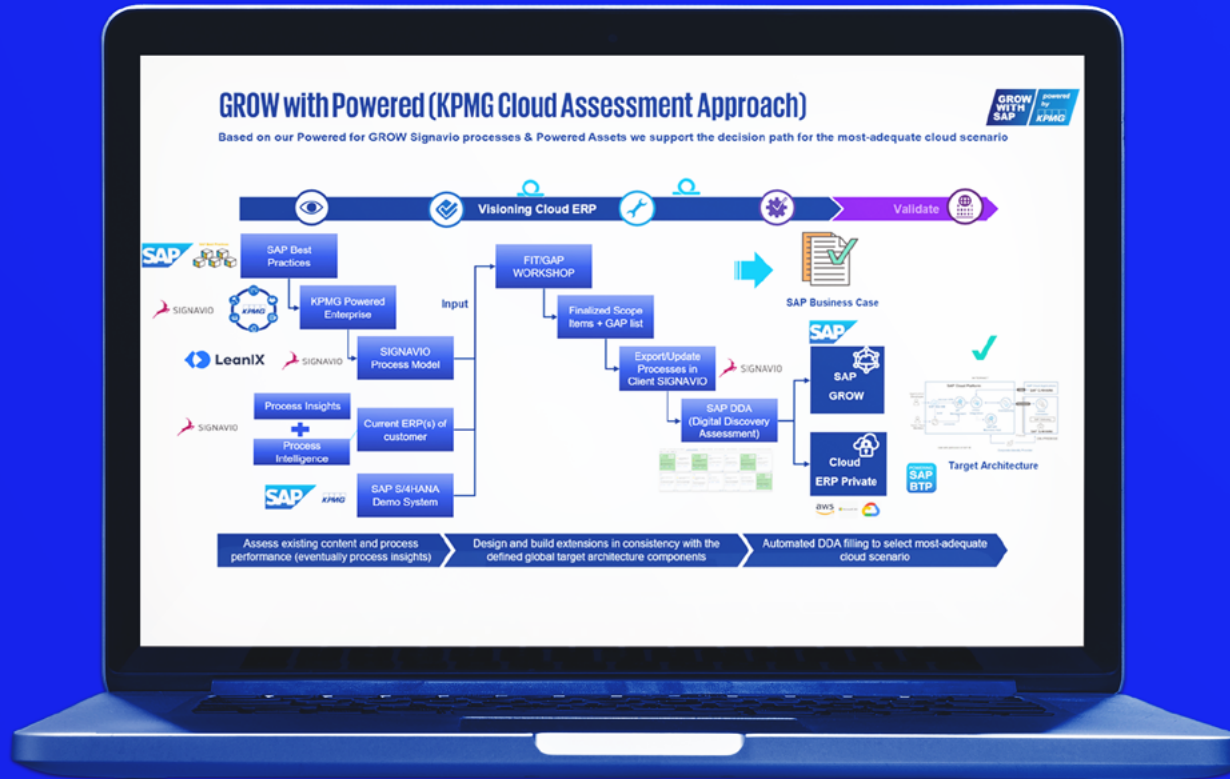 GROW with Powered (KPMG Cloud Assessment Approach)
GROW
WITH
SAP
powered
by
KPMG
Based on our Powered for GROW Signavio processes & Powered Assets we support the decision path for the most-adequate cloud scenario
Visioning Cloud ERP
Validate
SAP
SAP Best
Practices
SIGNAVIO
KPMG
KPMG Powered
Enterprise
LeanIX
SIGNAVIO
SIGNAVIO
Process Model
Input
SIGNAVIO
Process Insights
Process
Intelligence
Current ERP(s) of
customer
SAP
KPMG
SAP S/4HANA
Demo System
FIT/GAP
WORKSHOP
Finalized Scope
Items + GAP list
Export/Update
Processes in
Client SIGNAVIO
SIGNAVIO
SAP DDA
(Digital Discovery
Assessment)
SAP Business Case
SAP
SAP
GROW
Cloud
ERP Private
aws
SAP
BTP
Target Architecture
Assess existing content and process
performance (eventually process insights)
Design and build extensions in consistency with the
defined global target architecture components
Automated DDA filling to select most-adequate
cloud scenario